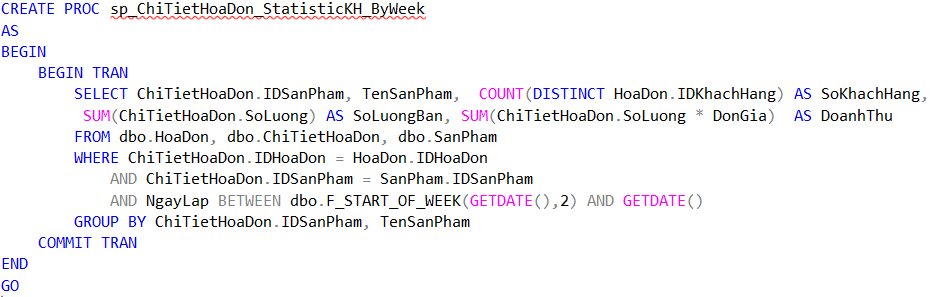 CREATE PROC sp_ChiTietHoaDon_StatisticKH_ByWeek
AS
BEGIN
    BEGIN TRAN
        SELECT ChiTietHoaDon.IDSanPham, TenSanPham,  COUNT(DISTINCT HoaDon.IDKhachHang) AS SoKhachHang,
         SUM(ChiTietHoaDon.SoLuong) AS SoLuongBan, SUM(ChiTietHoaDon.SoLuong * DonGia)  AS DoanhThu
        FROM dbo.HoaDon, dbo.ChiTietHoaDon, dbo.SanPham
        WHERE ChiTietHoaDon.IDHoaDon = HoaDon.IDHoaDon
            AND ChiTietHoaDon.IDSanPham = SanPham.IDSanPham
            AND NgayLap BETWEEN dbo.F_START_OF_WEEK(GETDATE(),2) AND GETDATE()
        GROUP BY ChiTietHoaDon.IDSanPham, TenSanPham
    COMMIT TRAN
END
GO